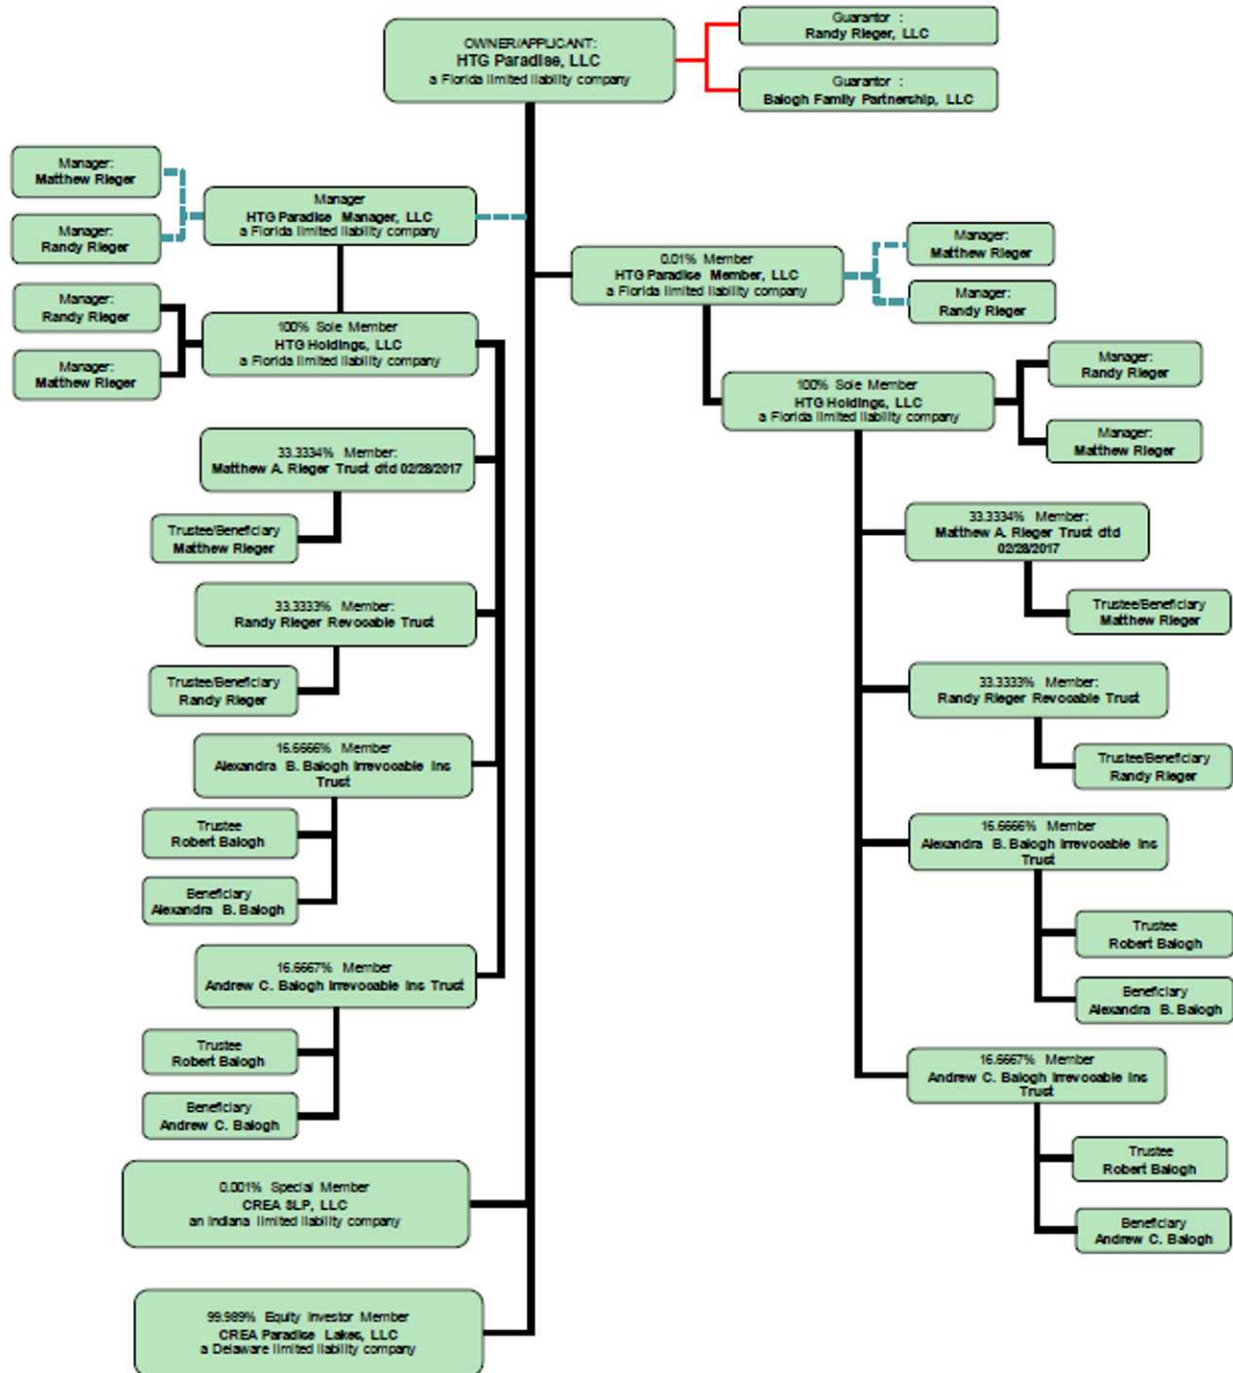 OWNER/APPLICANT:
HTG Paradise, LLC
a Florida limited liability company
Guarantor :
Randy Rieger, LLC
Guarantor :
Balogh Family Partnership, LLC
Manager:
Matthew Rieger
Manager:
Randy Rieger
Manager
HTG Paradise Manager, LLC
a Florida limited liability company
Manager:
Randy Rieger
Manager:
Matthew Rieger
100% Sole Member
HTG Holdings, LLC
a Florida limited liability company
33.3334% Member:
Matthew A. Rieger Trust dtd 02/28/2017
Trustee/Beneficiary
Matthew Rieger
33.3333% Member:
Randy Rieger Revocable Trust
Trustee/Beneficiary
Randy Rieger
16.6666% Member
Alexandra B. Balogh Irrevocable Ins
Trust
Trustee
Robert Balogh
Beneficiary
Alexandra B. Balogh
16.6667% Member
Andrew C. Balogh Irrevocable Ins Trust
Trustee
Robert Balogh
Beneficiary
Andrew C. Balogh
0.001% Special Member
CREA SLP, LLC
an Indiana limited liability company
99.989% Equity Investor Member
CREA Paradise Lakes, LLC
a Delaware limited liability company
0.01% Member
HTG Paradise Member, LLC
a Florida limited liability company
Manager:
Matthew Rieger
Manager:
Randy Rieger
100% Sole Member
HTG Holdings, LLC
a Florida limited liability company
Manager:
Randy Rieger
Manager:
Matthew Rieger
33.3334% Member:
Matthew A. Rieger Trust dtd
02/28/2017
Trustee/Beneficiary
Matthew Rieger
33.3333% Member:
Randy Rieger Revocable Trust
Trustee/Beneficiary
Randy Rieger
16.6666% Member
Alexandra B. Balogh Irrevocable Ins
Trust
Trustee
Robert Balogh
Beneficiary
Alexandra B. Balogh
16.6667% Member
Andrew C. Balogh Irrevocable Ins
Trust
Trustee
Robert Balogh
Beneficiary
Andrew C. Balogh